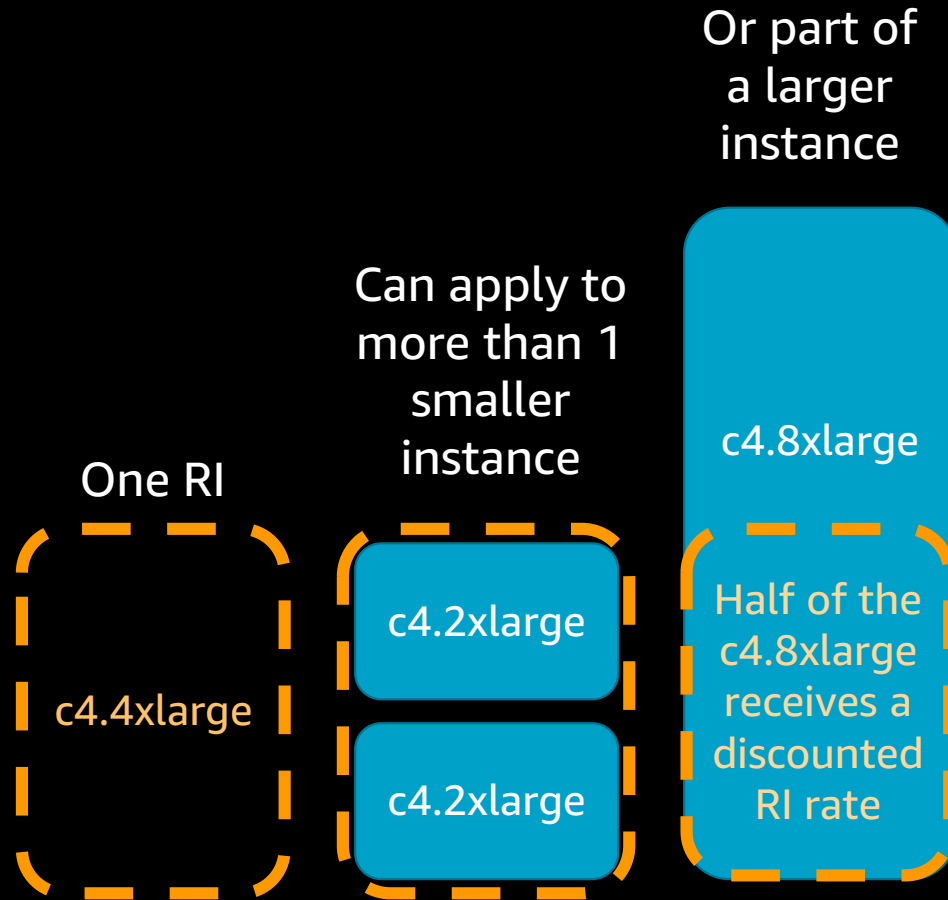 One RI
c4.4xlarge
Can apply to
more than 1
smaller
instance
c4.2xlarge
c4.2xlarge
Or part of
a larger
instance
c4.8xlarge
Half of the
c4.8xlarge
receives a
discounted
RI rate